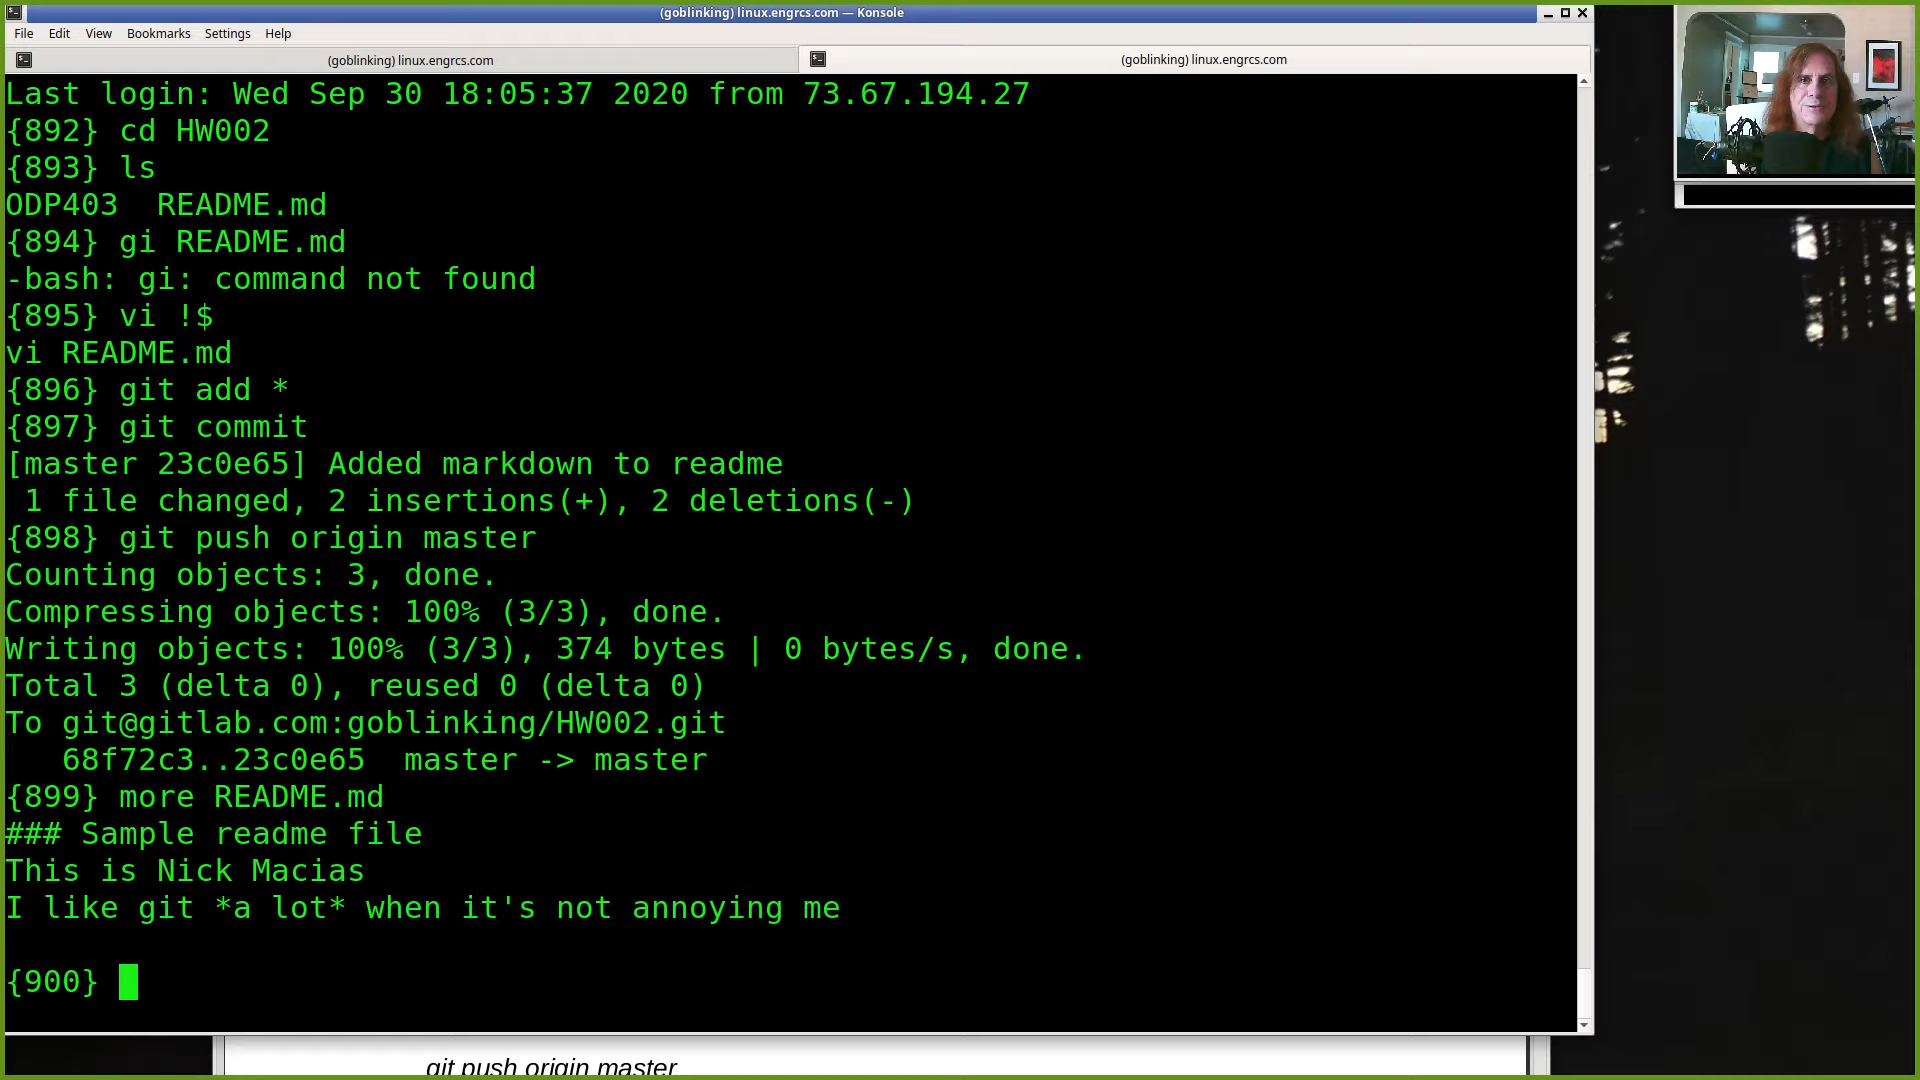 (goblinking) linux.engrcs.com — Konsole
File Edit View Bookmarks Settings Help
(goblinking) linux.engrcs.com (goblinking) linux.engrcs.com
Last login: Wed Sep 30 18:05:37 2020 from 73.67.194.27
{892} cd HW002
{893} ls
ODP403  README.md
{894} gi README.md
-bash: gi: command not found
{895} vi !$
vi README.md
{896} git add *
{897} git commit
[master 23c0e65] Added markdown to readme
 1 file changed, 2 insertions(+), 2 deletions(-)
{898} git push origin master
Counting objects: 3, done.
Compressing objects: 100% (3/3), done.
Writing objects: 100% (3/3), 374 bytes | 0 bytes/s, done.
Total 3 (delta 0), reused 0 (delta 0)
To git@gitlab.com:goblinking/HW002.git
   68f72c3..23c0e65  master -> master
{899} more README.md
### Sample readme file
This is Nick Macias
I like git *a lot* when it's not annoying me
{900}
git push origin master